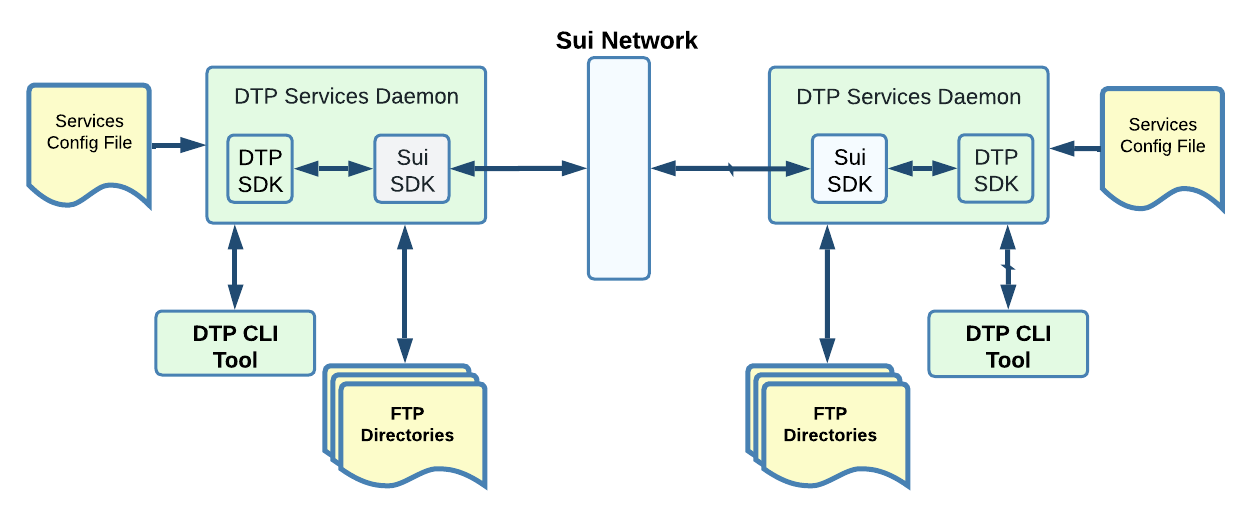 Sui Network
Services
Config File
DTP Services Daemon
DTP
SDK
Sui
SDK
DTP CLI
Tool
FTP
Directories
DTP Services Daemon
Sui
SDK
DTP
SDK
Services
Config File
FTP
Directories
DTP CLI
Tool